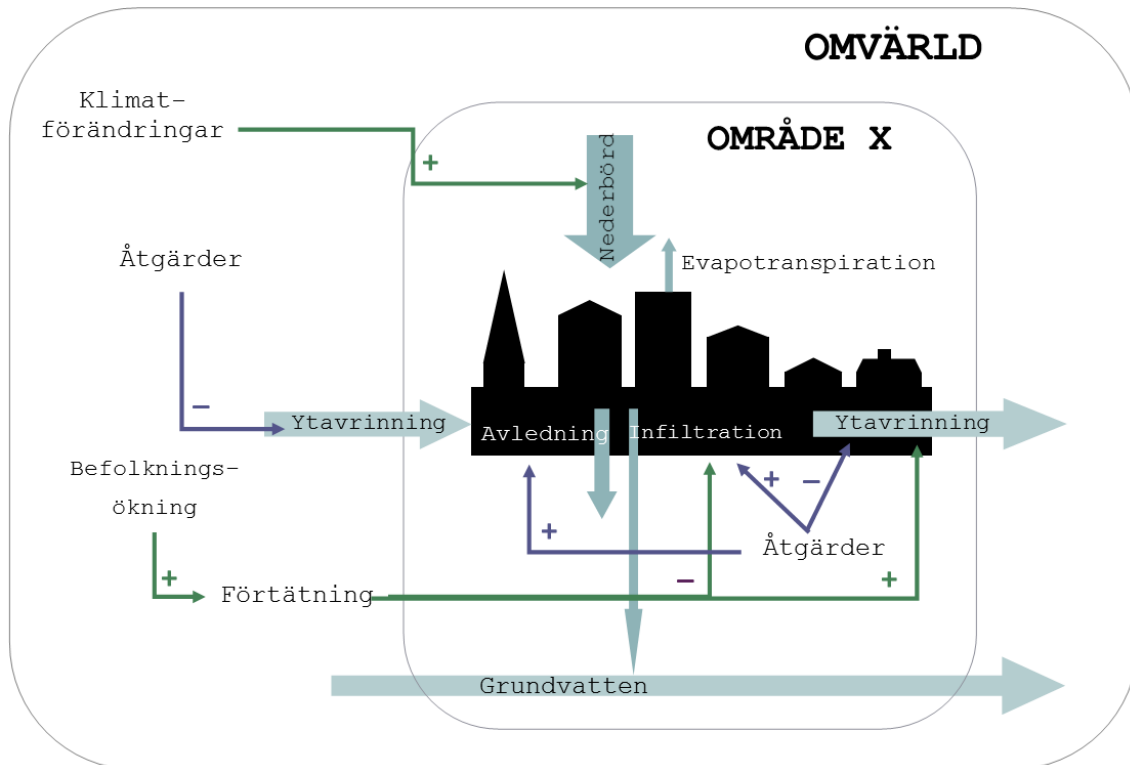 OMVÄRLD
Klimat-
förändringar
OMRÅDE X
+
Nederbörd
Åtgärder
Evapotranspiration
-
Ytavrinning
Avledning
Infiltration
Ytavrinning
Befolknings-
ökning
+
-
+
Åtgärder
+
Förtätning
-
+
Grundvatten